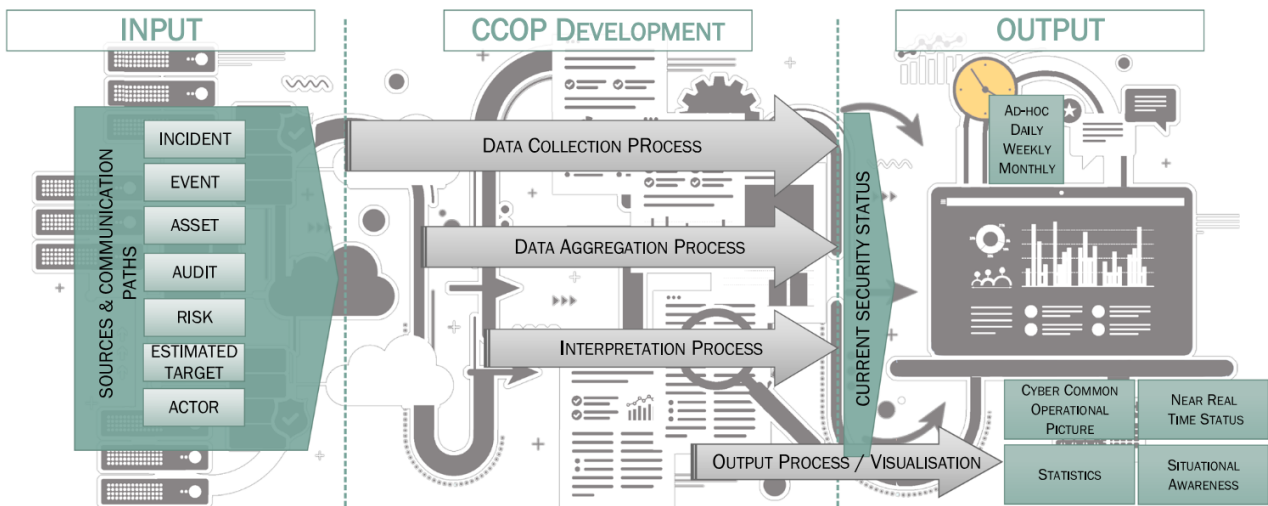 INPUT
CCOP DEVELOPMENT
OUTPUT
SOURCES & COMMUNICATION
PATHS
INCIDENT
EVENT
ASSET
AUDIT
RISK
ESTIMATED
TARGET
ACTOR
DATA COLLECTION PROCESS
DATA AGGREGATION PROCESS
INTERPRETATION PROCESS
OUTPUT PROCESS / VISUALISATION
CURRENT SECURITY STATUS
AD-HOC
DAILY
WEEKLY
MONTHLY
CYBER COMMON
OPERATIONAL
PICTURE
NEAR REAL
TIME STATUS
STATISTICS
SITUATIONAL
AWARENESS